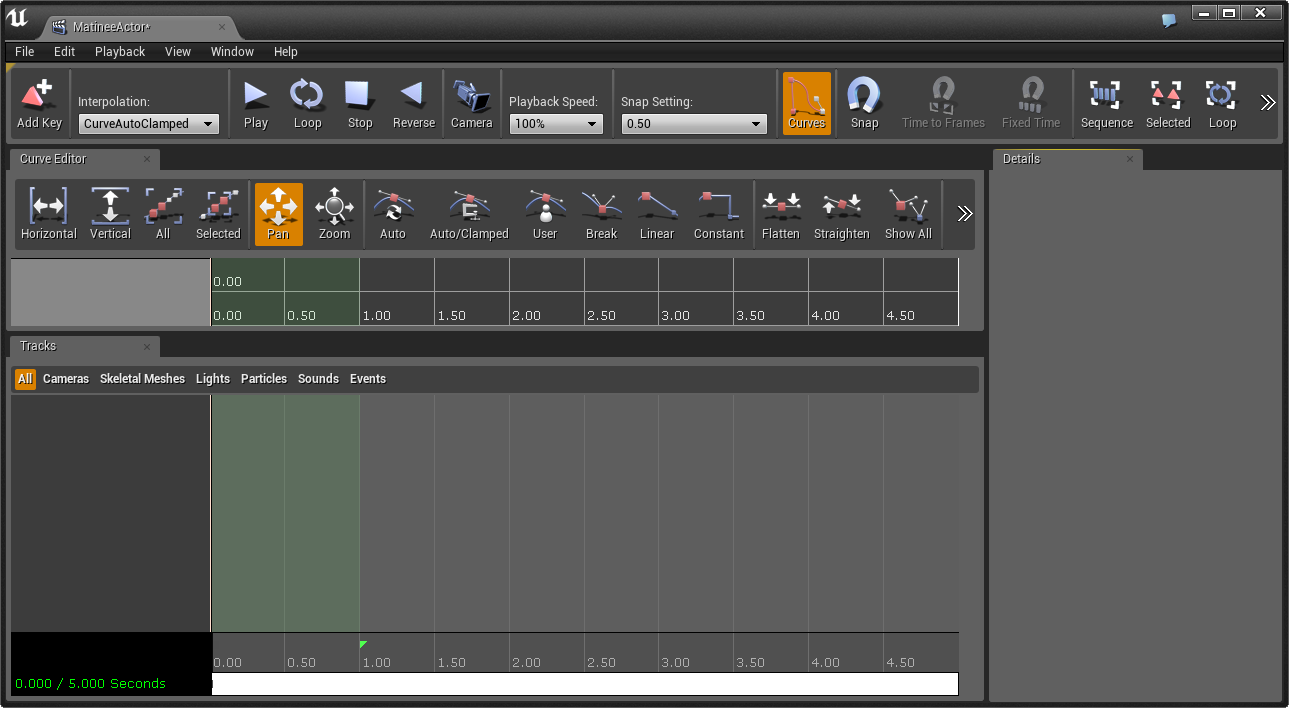 MatineeActor*
File Edit Playback View Window Help
Add Key
Interpolation:
CurveAutoClamped
Play Loop Stop Reverse Camera
Playback Speed:
100%
Snap Setting:
0.50
Curves Snap Time to Frames Fixed Time Sequence Selected Loop
Curve Editor
Horizontal Vertical All Selected Pan Zoom Auto Auto/Clamped User Break Linear Constant Flatten Straighten Show All
0.00
0.00 0.50 1.00 1.50 2.00 2.50 3.00 3.50 4.00 4.50
Tracks
All Cameras Skeletal Meshes Lights Particles Sounds Events
0.00 0.50 1.00 1.50 2.00 2.50 3.00 3.50 4.00 4.50
0.000 / 5.000 Seconds
Details